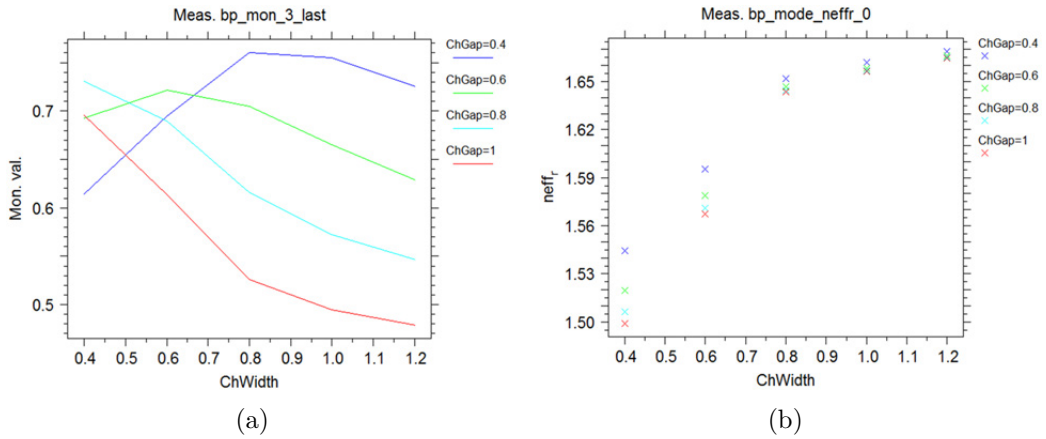 Meas. bp_mon_3_last
Mon. val.
0.7
0.6
0.5
0.4 0.5 0.6 0.7 0.8 0.9 1.0 1.1 1.2
ChWidth
ChGap=0.4
ChGap=0.6
ChGap=0.8
ChGap=1
(a)
Meas. bp_mode_neffr_0
neff_r
1.65
1.62
1.59
1.56
1.53
1.50
0.4 0.5 0.6 0.7 0.8 0.9 1.0 1.1 1.2
ChWidth
ChGap=0.4
ChGap=0.6
ChGap=0.8
ChGap=1
(b)